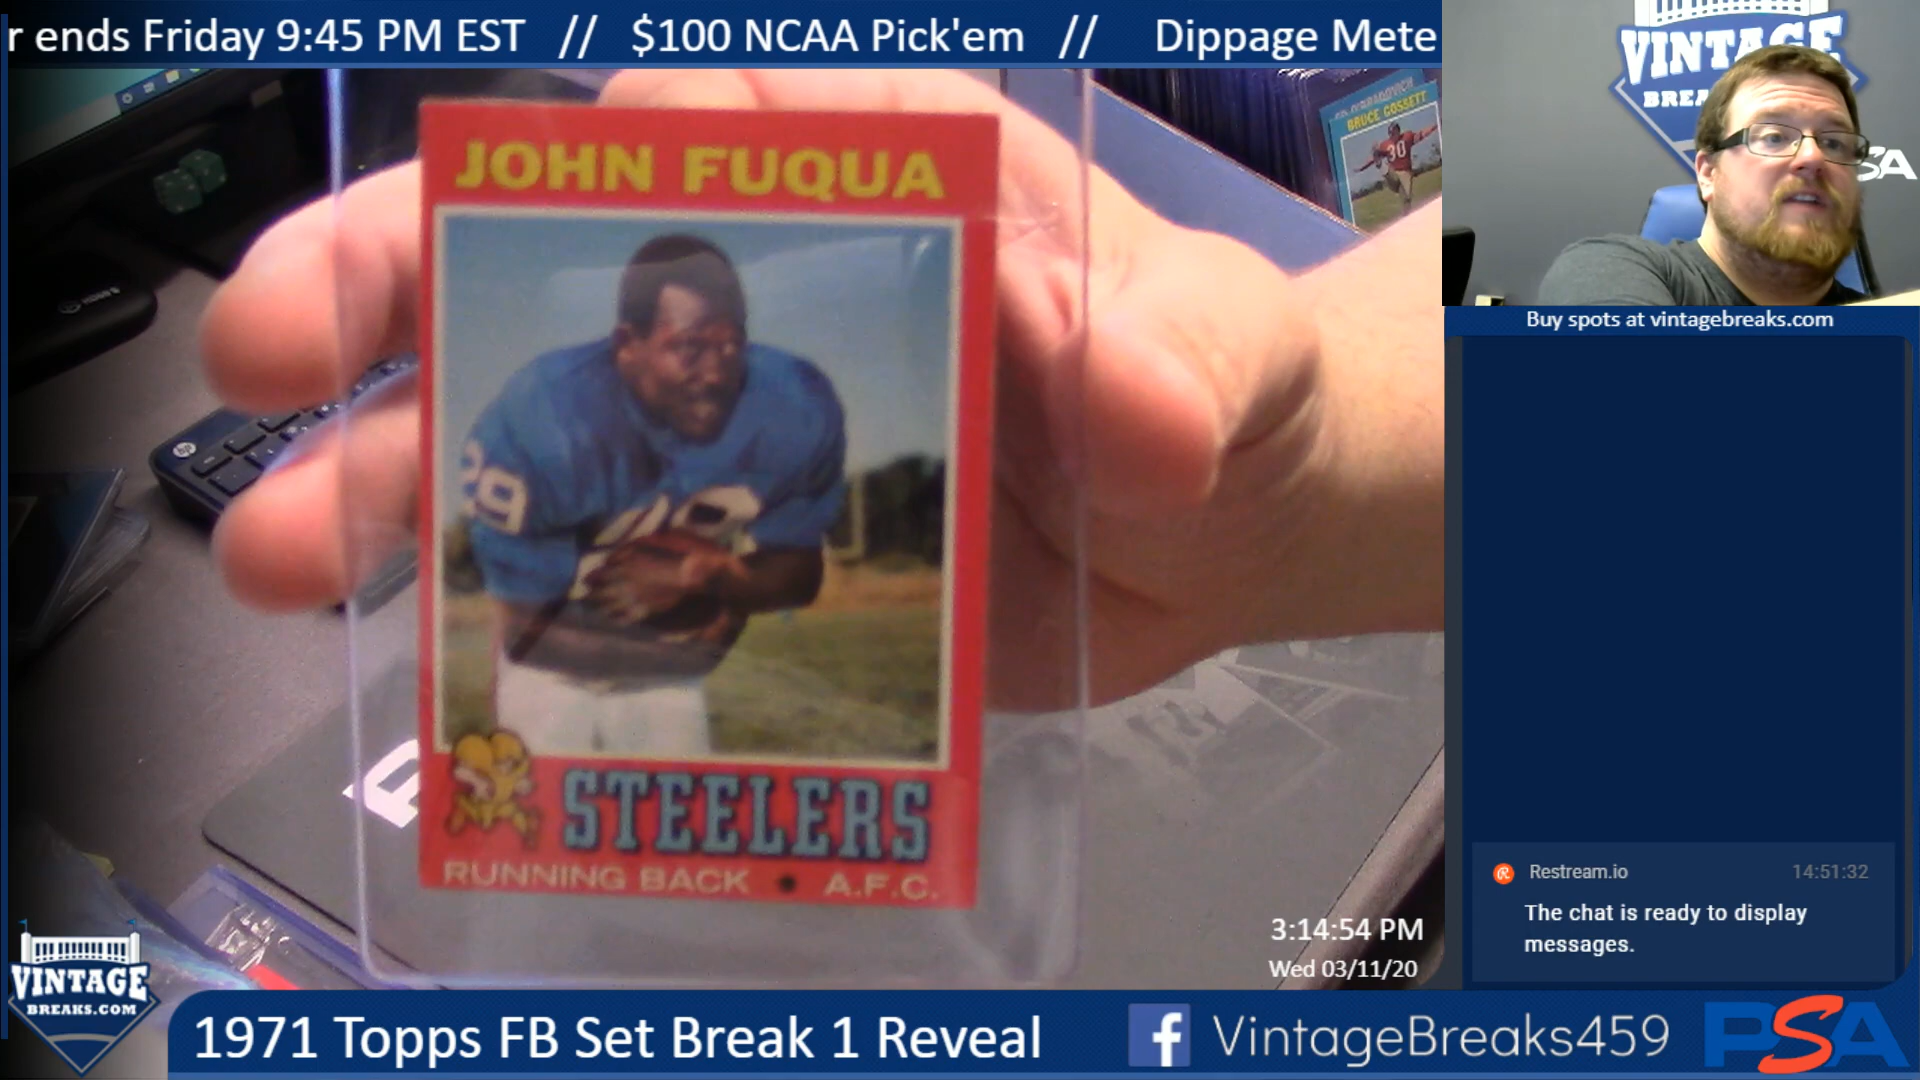 r ends Friday 9:45 PM EST // $100 NCAA Pick'em // Dippage Mete
VINTAGE
BREA
SA
BRUCE GOSSETT
30
JOHN FUQUA
29
hp
STEELERS
RUNNING BACK • A.F.C.
Buy spots at vintagebreaks.com
Restream.io 14:51:32
The chat is ready to display
messages.
3:14:54 PM
Wed 03/11/20
VINTAGE
BREAKS.COM
1971 Topps FB Set Break 1 Reveal
f VintageBreaks459
PSA